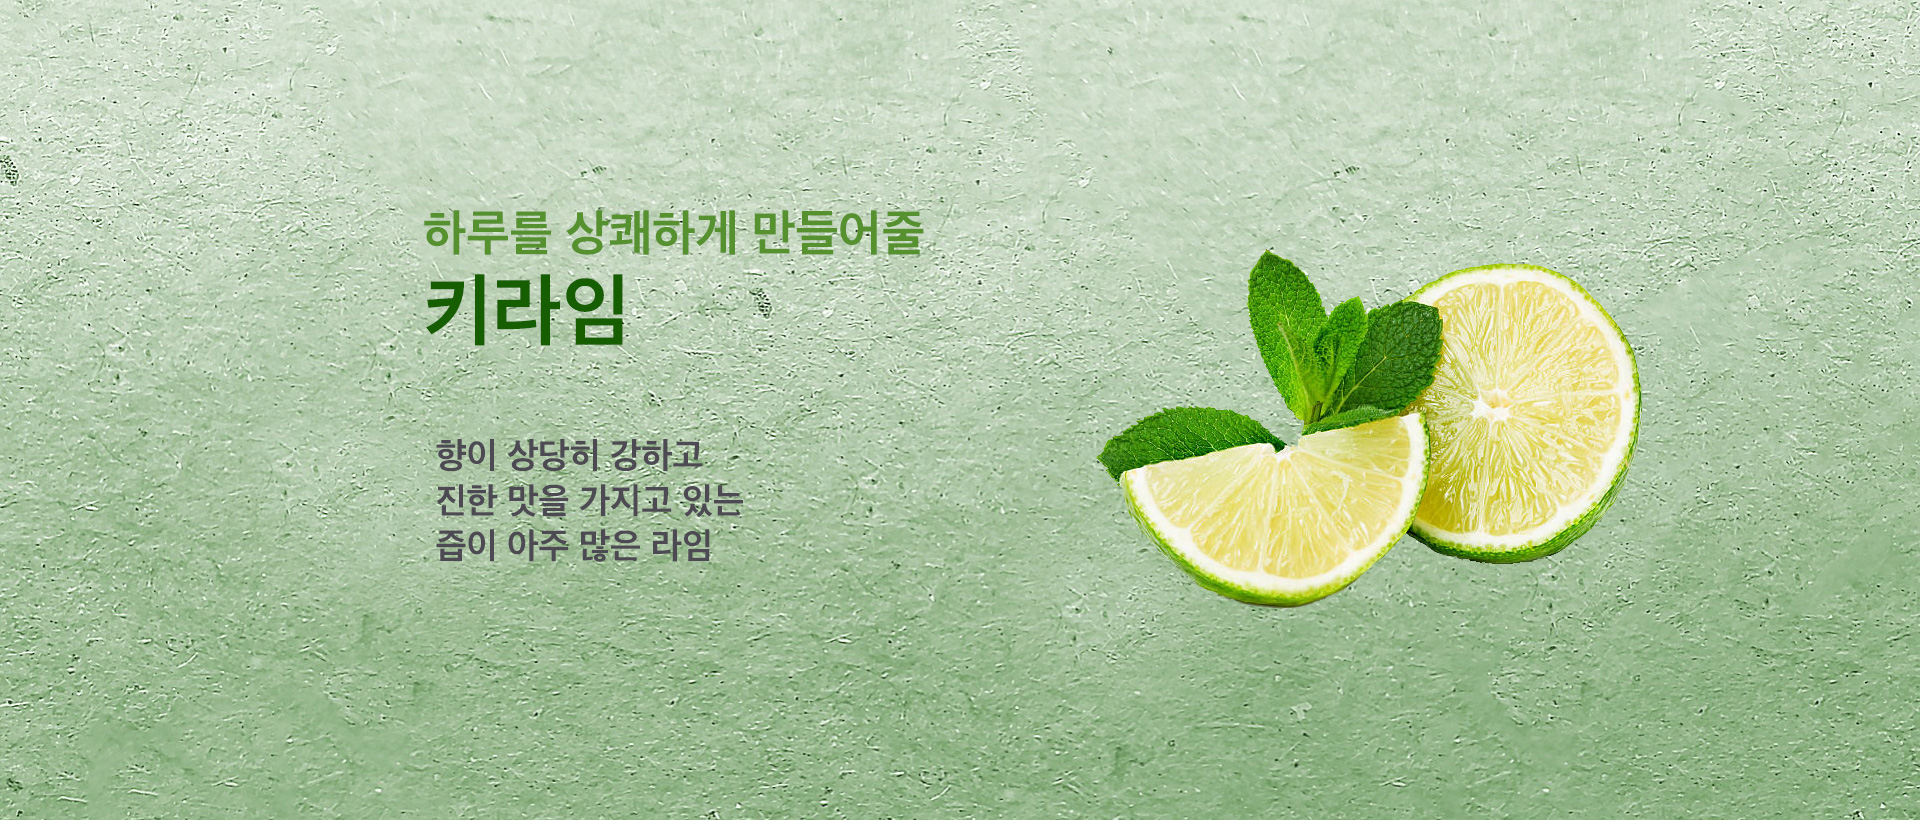 하루를 상쾌하게 만들어줄
키라임
향이 상당히 강하고
진한 맛을 가지고 있는
즙이 아주 많은 라임